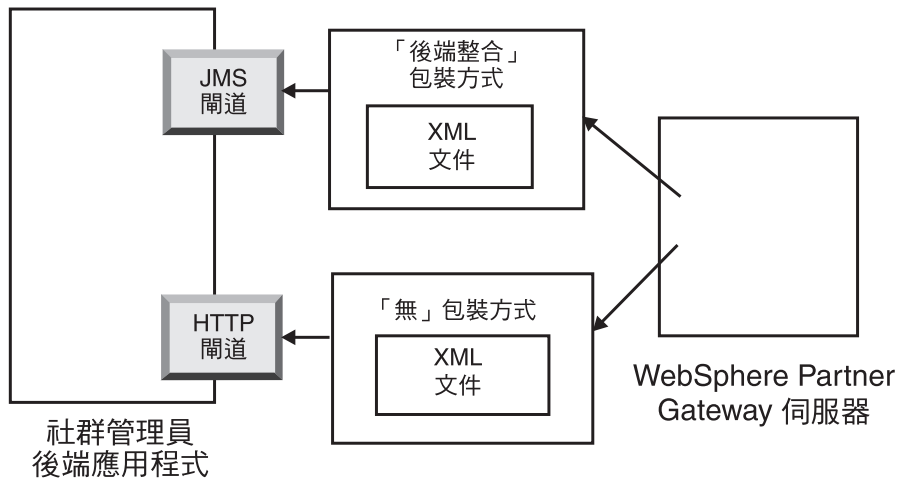 「後端整合」
包裝方式
JMS
閘道
XML
文件
「無」包裝方式
HTTP
閘道
XML
文件
WebSphere Partner
Gateway 伺服器
社群管理員
後端應用程式